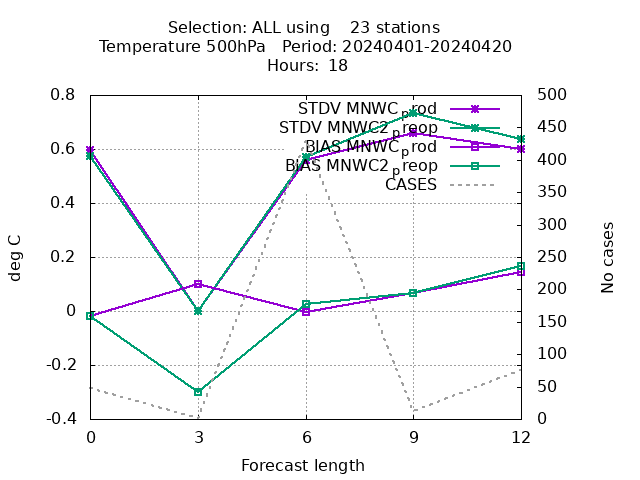 Selection: ALL using    23 stations
Temperature 500hPa   Period: 20240401-20240420
Hours:  18
STDV MNWC_prod
STDV MNWC2_preop
BIAS MNWC_prod
BIAS MNWC2_preop
CASES
0.8
0.6
0.4
0.2
0
-0.2
-0.4
deg C
500
450
400
350
300
250
200
150
100
50
0
No cases
0 3 6 9 12
Forecast length